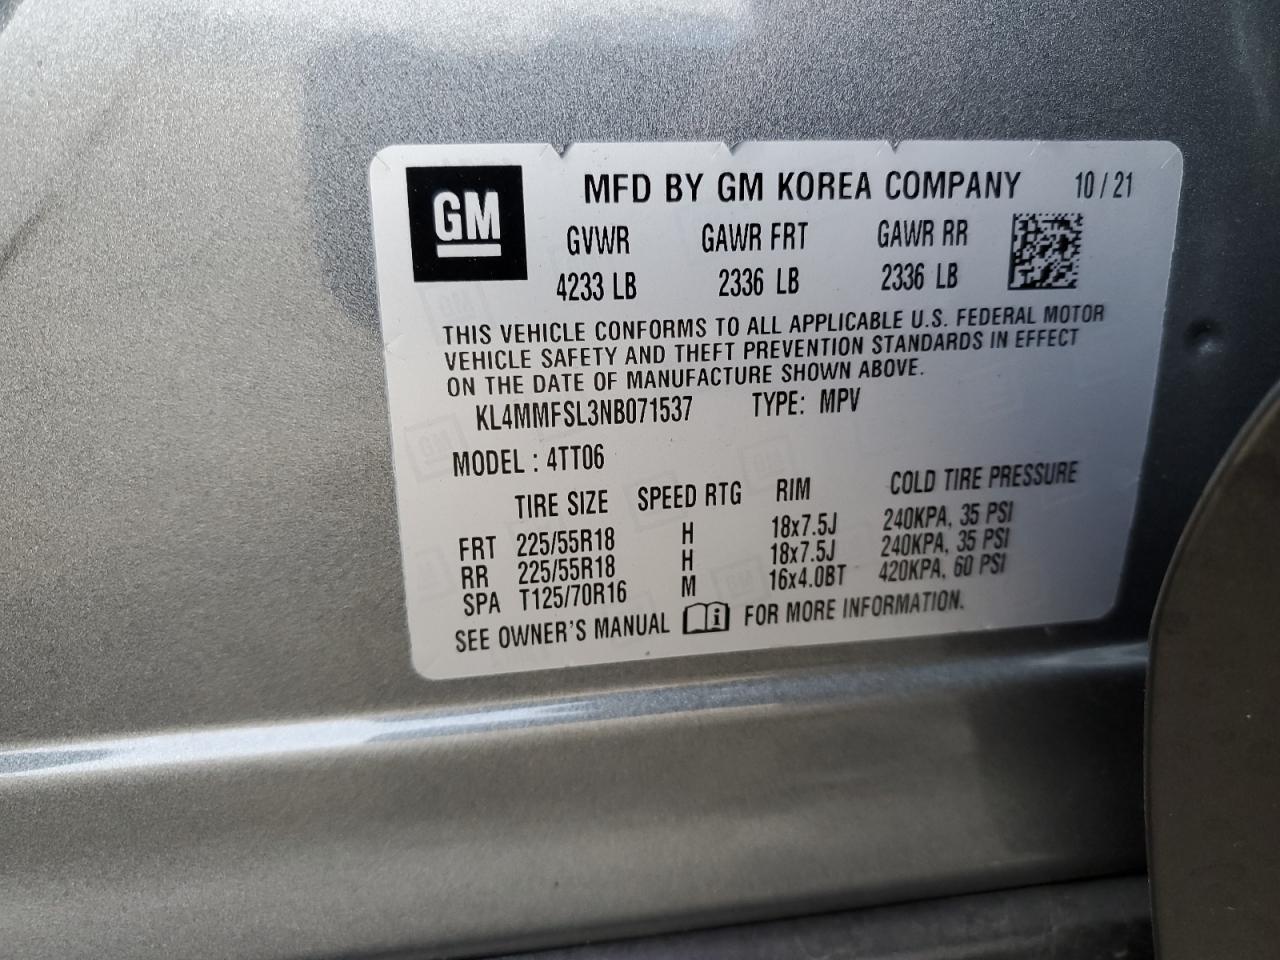 GM
MFD BY GM KOREA COMPANY 10 / 21
GVWR GAWR FRT GAWR RR
4233 LB 2336 LB 2336 LB
THIS VEHICLE CONFORMS TO ALL APPLICABLE U.S. FEDERAL MOTOR
VEHICLE SAFETY AND THEFT PREVENTION STANDARDS IN EFFECT
ON THE DATE OF MANUFACTURE SHOWN ABOVE.
KL4MMFSL3NB071537 TYPE: MPV
MODEL : 4TT06
TIRE SIZE SPEED RTG RIM COLD TIRE PRESSURE
FRT 225/55R18 H 18x7.5J 240KPA, 35 PSI
RR 225/55R18 H 18x7.5J 240KPA, 35 PSI
SPA T125/70R16 M 16x4.0BT 420KPA, 60 PSI
SEE OWNER'S MANUAL i FOR MORE INFORMATION.